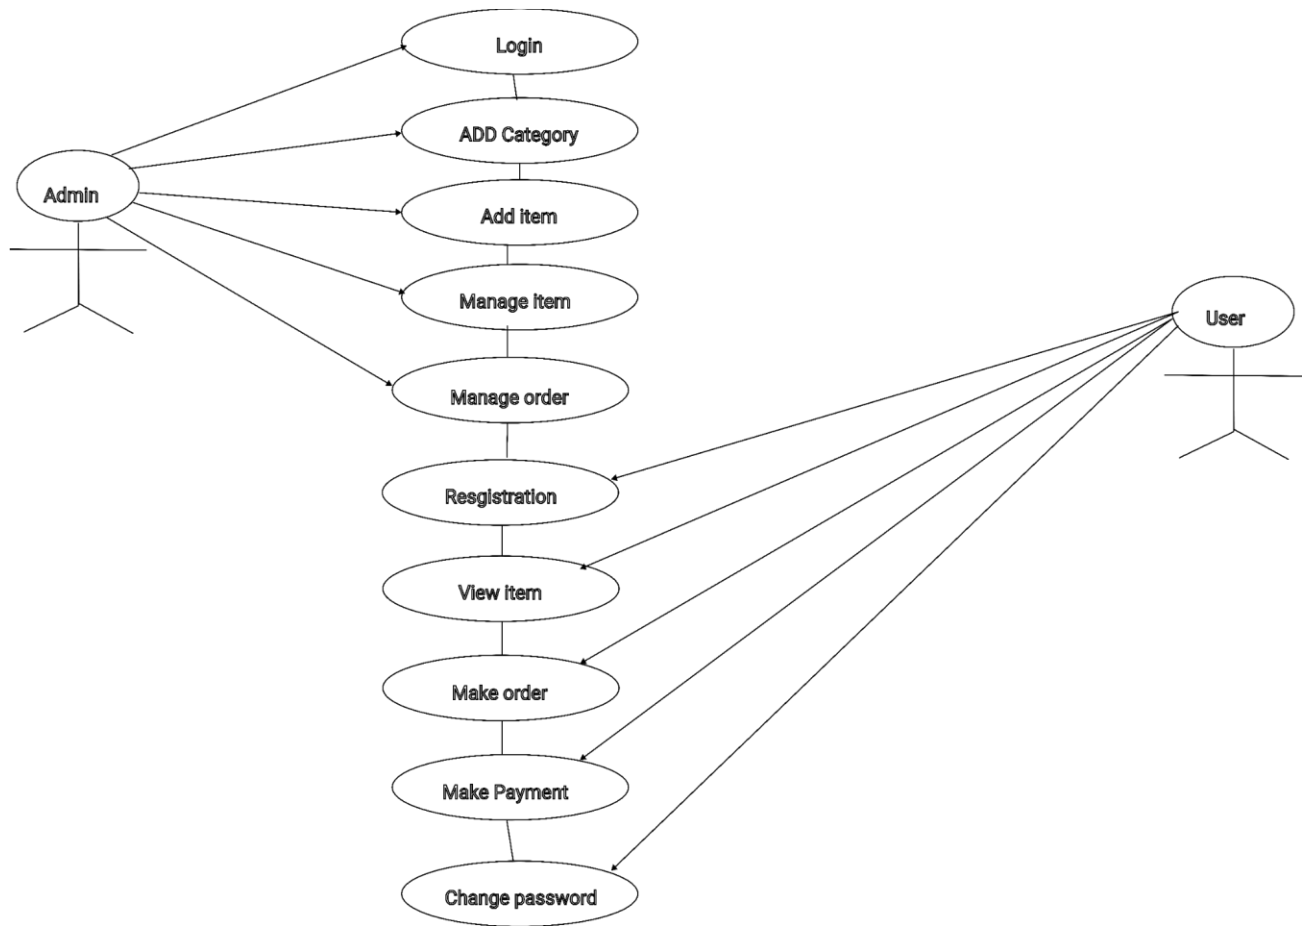 Login
ADD Category
Admin
Add item
Manage item
User
Manage order
Resgistration
View item
Make order
Make Payment
Change password